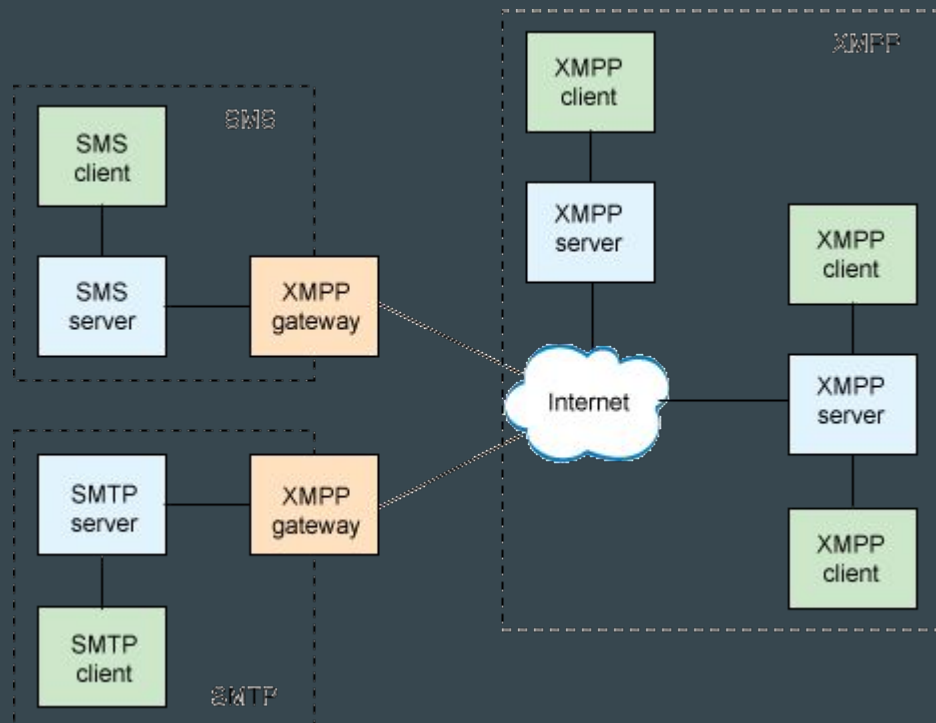 XMPP
XMPP
client
SMS
SMS
client
XMPP
server
XMPP
client
SMS
server
XMPP
gateway
Internet
XMPP
server
SMTP
server
XMPP
gateway
XMPP
client
SMTP
client
SMTP